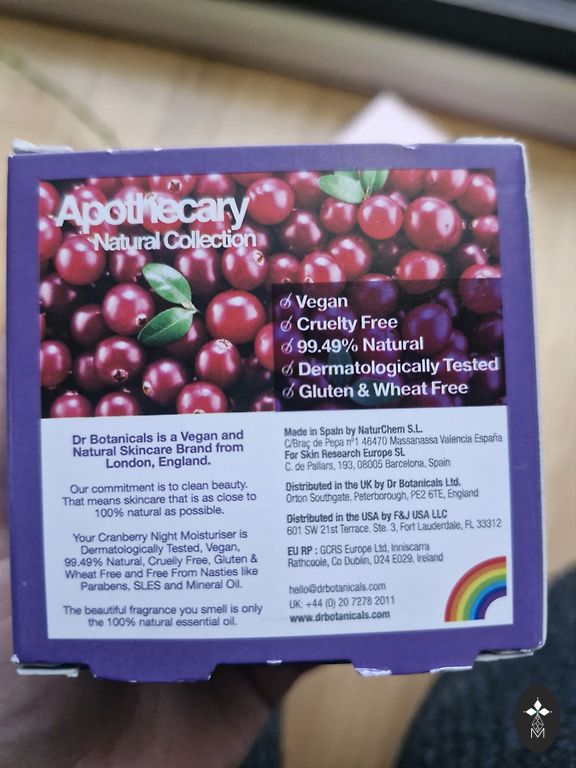 Apothecary
Natural Collection
Vegan
Cruelty Free
99.49% Natural
Dermatologically Tested
Gluten & Wheat Free
Dr Botanicals is a Vegan and
Natural Skincare Brand from
London, England.
Our commitment is to clean beauty.
That means skincare that is as close to
100% natural as possible.
Your Cranberry Night Moisturiser is
Dermatologically Tested, Vegan,
99.49% Natural, Cruelly Free, Gluten &
Wheat Free and Free From Nasties like
Parabens, SLES and Mineral Oil.
The beautiful fragrance you smell is only
the 100% natural essential oil.
Made in Spain by NaturChem S.L.
C/Braç de Pepa nº1 46470 Massanassa Valencia España
For Skin Research Europe SL
C. de Pallars, 193, 08005 Barcelona, Spain
Distributed in the UK by Dr Botanicals Ltd.
Orton Southgate, Peterborough, PE2 6TE, England
Distributed in the USA by F&J USA LLC
601 SW 21st Terrace, Ste. 3, Fort Lauderdale, FL 33312
EU RP : GCRS Europe Ltd, Inniscarra
Rathcoole, Co Dublin, D24 E029, Ireland
hello@drbotanicals.com
UK: +44 (0) 20 7278 2011
www.drbotanicals.com